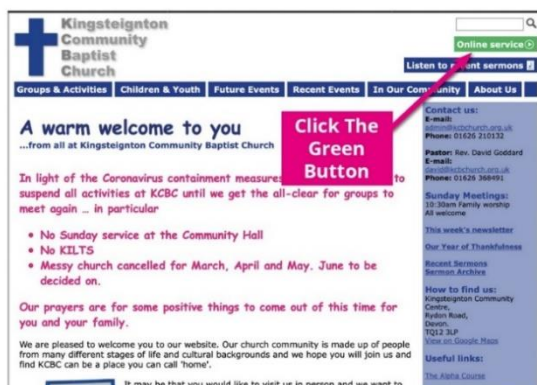 Kingsteignton
Community
Baptist
Church
Online service
Listen to recent sermons
Groups & Activities Children & Youth Future Events Recent Events In Our Community About Us
Click The
Green
Button
A warm welcome to you
...from all at Kingsteignton Community Baptist Church
In light of the Coronavirus containment measures to
suspend all activities at KCBC until we get the all-clear for groups to
meet again ... in particular
• No Sunday service at the Community Hall
• No KILTS
• Messy church cancelled for March, April and May. June to be
decided on.
Our prayers are for some positive things to come out of this time for
you and your family.
We are pleased to welcome you to our website. Our church community is made up of people
from many different stages of life and cultural backgrounds and we hope you will join us and
find KCBC can be a place you can call 'home'.
It may be that you would like to visit us in person and we want to
Contact us:
E-mail:
admin@kcbchurch.org.uk
Phone: 01626 210132
Pastor: Rev. David Goddard
E-mail:
david@kcbchurch.org.uk
Phone: 01626 368491
Sunday Meetings:
10:30am Family worship
All welcome
This week's newsletter
Our Year of Thankfulness
Recent Sermons
Sermon Archive
How to find us:
Kingsteignton Community
Centre,
Rydon Road,
Devon.
TQ12 3LP
View on Google Maps
Useful links:
The Alpha Course